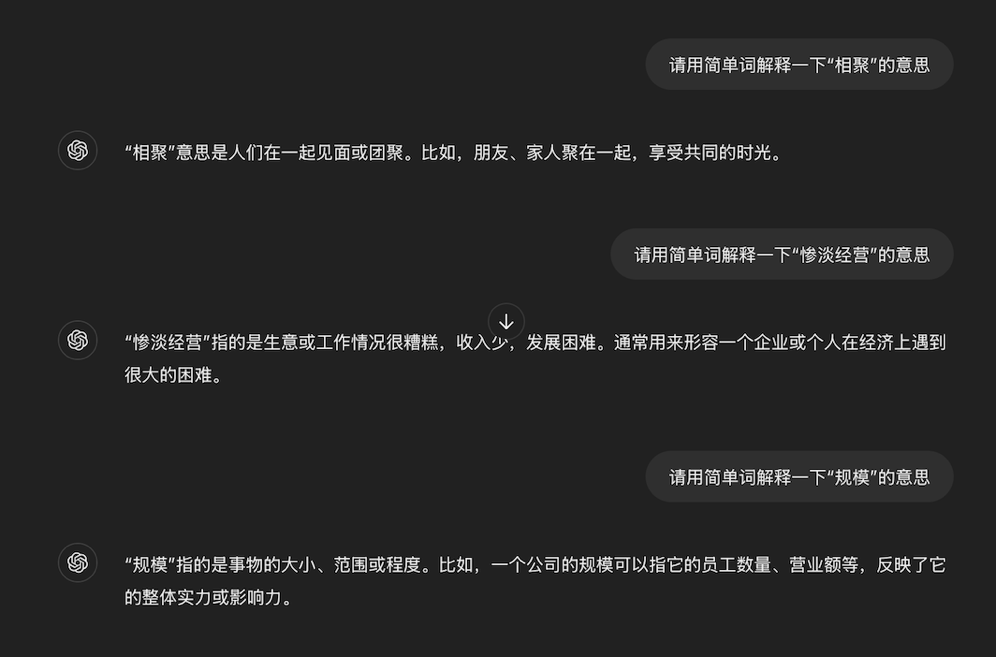 请用简单词解释一下“相聚”的意思
“相聚”意思是人们在一起见面或团聚。比如，朋友、家人聚在一起，享受共同的时光。
请用简单词解释一下“惨淡经营”的意思
“惨淡经营”指的是生意或工作情况很糟糕，收入少，发展困难。通常用来形容一个企业或个人在经济上遇到
很大的困难。
请用简单词解释一下“规模”的意思
“规模”指的是事物的大小、范围或程度。比如，一个公司的规模可以指它的员工数量、营业额等，反映了它
的整体实力或影响力。